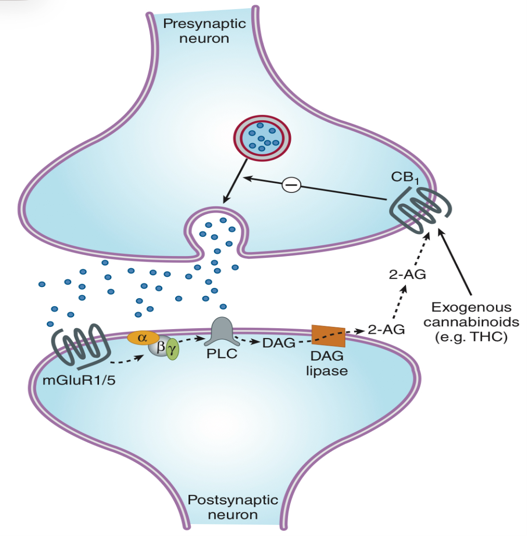 Presynaptic
neuron
CB1
−
2-AG
Exogenous
cannabinoids
(e.g. THC)
α
β
γ
PLC
DAG
DAG
lipase
2-AG
mGluR1/5
Postsynaptic
neuron